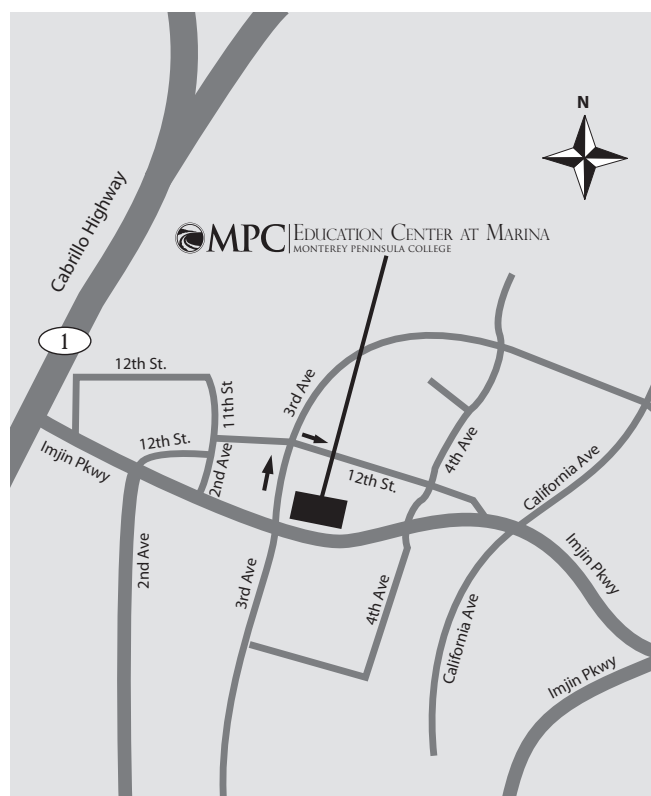 N
Cabrillo Highway
MPC EDUCATION CENTER AT MARINA
MONTEREY PENINSULA COLLEGE
1
12th St.
11th St
3rd Ave
12th St.
2nd Ave
Imjin Pkwy
12th St.
4th Ave
California Ave
2nd Ave
3rd Ave
4th Ave
California Ave
Imjin Pkwy
Imjin Pkwy